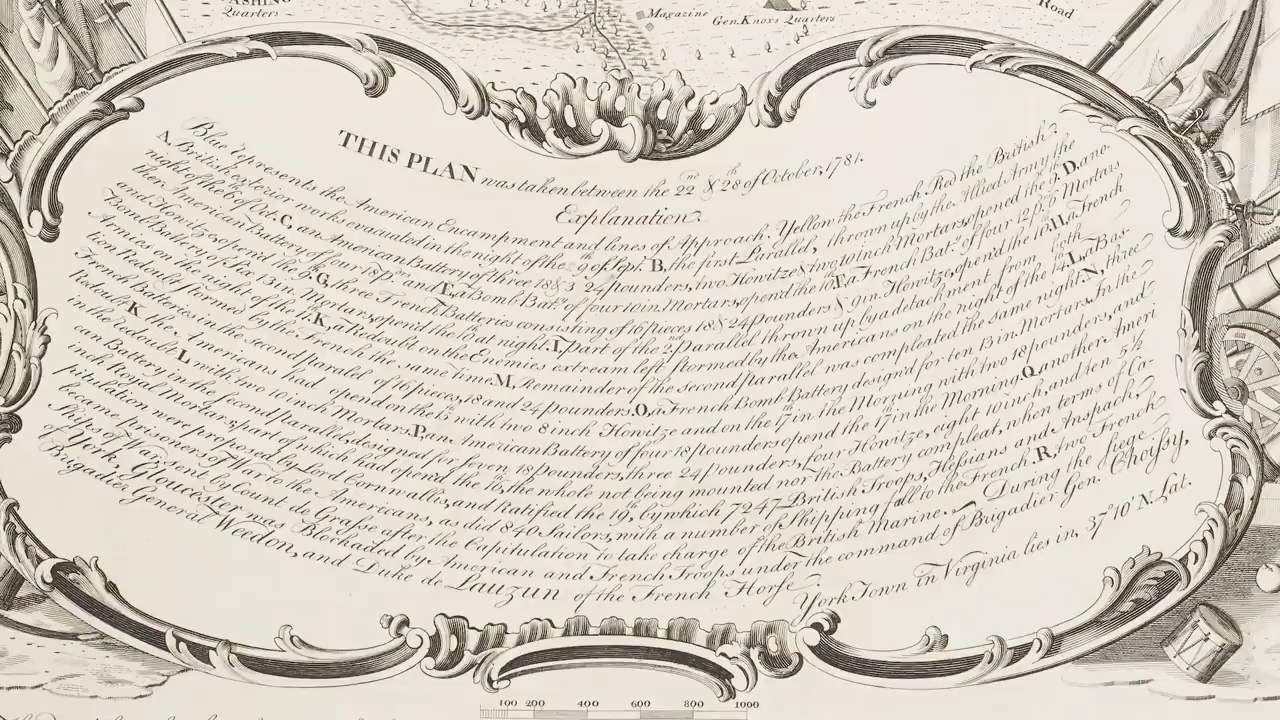 ASHING
Quarters
Magazine Gen. Knox's Quarters
Road
THIS PLAN was taken between the 22nd & 28th of October, 1781.
Explanation
Blue represents the American Encampment and lines of Approach. Yellow the French Red the British
A. British exterior works evacuated in the night of the 29 of Sept. B, the first Parallel, thrown up by the Allied Army the
night of the 6th of Oct. C, an American Battery of three 18 & 3 24 pounders, two Howitze & two 10 inch Mortars, opened the 9. D, ano-
ther American Battery of four 18 pdrs and E, a Bomb Baty of four 10 in Mortars, opend the 10th F, a French Baty of four 12 pd 6 Mortars
and Howitze, opend the 9th G, three French Batteries consisting of 16 pieces 18 & 24 pounders & 9 in. Howitze, open'd the 10th H, a French
Bomb Battery of six 13 in Mortars, opend the 10th at night. I, part of the 2nd Parallel thrown up by a detachment from both
Armies on the night of the 11th K, a Redoubt on the Enemies extream left, stormed by the Americans on the night of the 14th L, a Bas-
tion Redoubt stormed by the French the same time. M, Remainder of the second Parallel was compleated the same night. N, three
French Batteries in the second Parallel of 16 pieces, 18 and 24 pounders. O, a French Bomb Battery design'd for ten 13 in. Mortars. In the
Redoubt K the Americans had opend on the with two 8 inch Howitze and on the 17th in the Morning with two 18 pounders, and
in the redoubt L with two 10 inch Mortars. P, an American Battery of four 18 pounders opend the 17th in the Morning. Q, another Ameri
can Battery in the second Parallel, designed for seven 18 pounders, three 24 pounders, four Howitze, eight 10 inch, and ten 5½
inch Royal Mortars, part of which had opend the 16th, the whole not being mounted nor the Battery compleat, when terms of Ca-
pitulation were proposed by Lord Cornwallis, and Ratified the 19th, by which 7247 British Troops, Hessians and Anspach,
became prisoners of War to the Americans, as did 840 Sailors, with a number of Shipping fall to the French. R, two French
Ships of War, sent by Count de Grasse after the Capitulation to take charge of the British Marine. During the siege
of York, Gloucester was Blockaded by American and French Troops under the command of Brigadier Gen. Choissy,
Brigadier General Weedon, and Duke de Lauzun of the French Horse.
York Town in Virginia lies in, 37° 10' N. Lat.
100 200 400 600 800 1000